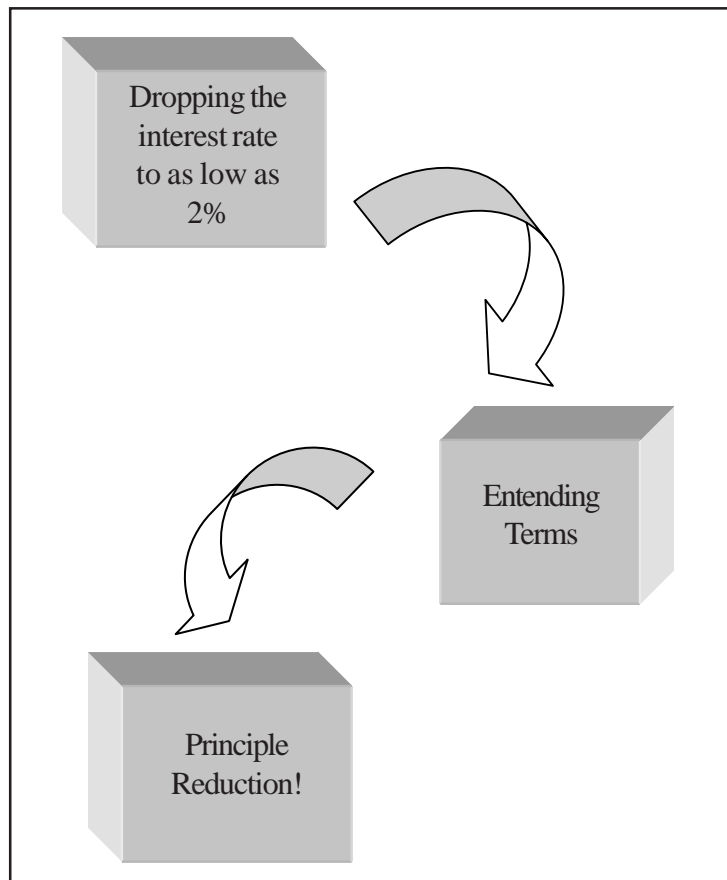 Dropping the
interest rate
to as low as
2%
Entending
Terms
Principle
Reduction!